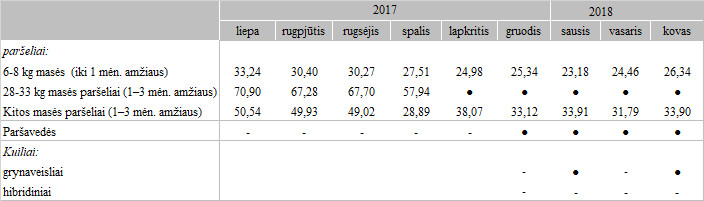 2017 2018
liepa rugpjūtis rugsėjis spalis lapkritis gruodis sausis vasaris kovas
paršeliai:
6-8 kg masės (iki 1 mėn. amžiaus) 33,24 30,40 30,27 27,51 24,98 25,34 23,18 24,46 26,34
28-33 kg masės paršeliai (1–3 mėn. amžiaus) 70,90 67,28 67,70 57,94 ● ● ● ● ●
Kitos masės paršeliai (1–3 mėn. amžiaus) 50,54 49,93 49,02 28,89 38,07 33,12 33,91 31,79 33,90
Paršavedės - - - - - ● ● ● ●
Kuiliai:
grynaveisliai - ● - ●
hibridiniai - - - -